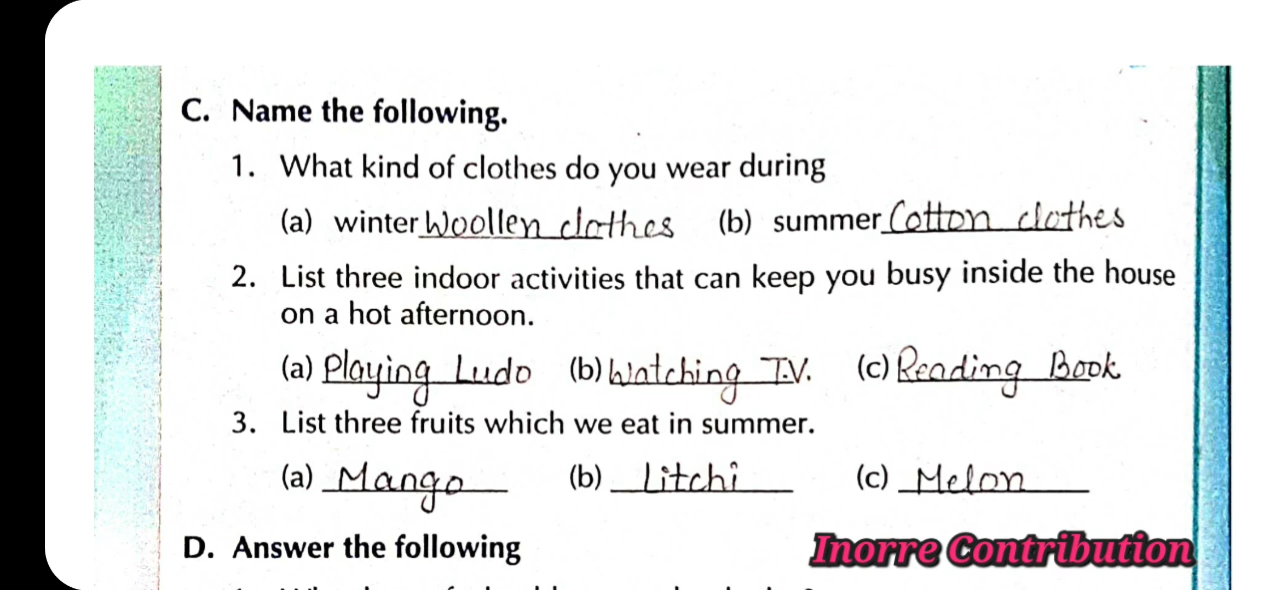 C. Name the following.
1. What kind of clothes do you wear during
(a) winter Woollen clothes (b) summer Cotton clothes
2. List three indoor activities that can keep you busy inside the house
on a hot afternoon.
(a) Playing Ludo (b) Watching T.V. (c) Reading Book
3. List three fruits which we eat in summer.
(a) Mango (b) Litchi (c) Melon
D. Answer the following
Inorre Contribution